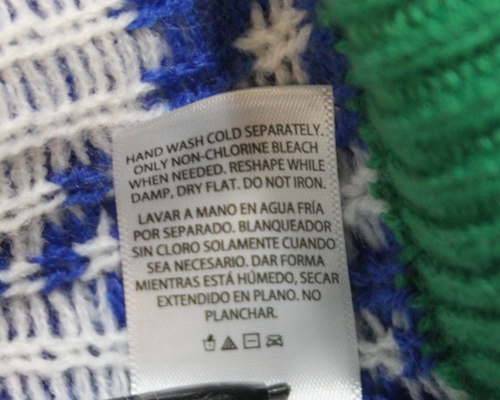 HAND WASH COLD SEPARATELY.
ONLY NON-CHLORINE BLEACH
WHEN NEEDED. RESHAPE WHILE
DAMP, DRY FLAT. DO NOT IRON.
LAVAR A MANO EN AGUA FRÍA
POR SEPARADO. BLANQUEADOR
SIN CLORO SOLAMENTE CUANDO
SEA NECESARIO. DAR FORMA
MIENTRAS ESTÁ HÚMEDO, SECAR
EXTENDIDO EN PLANO. NO
PLANCHAR.